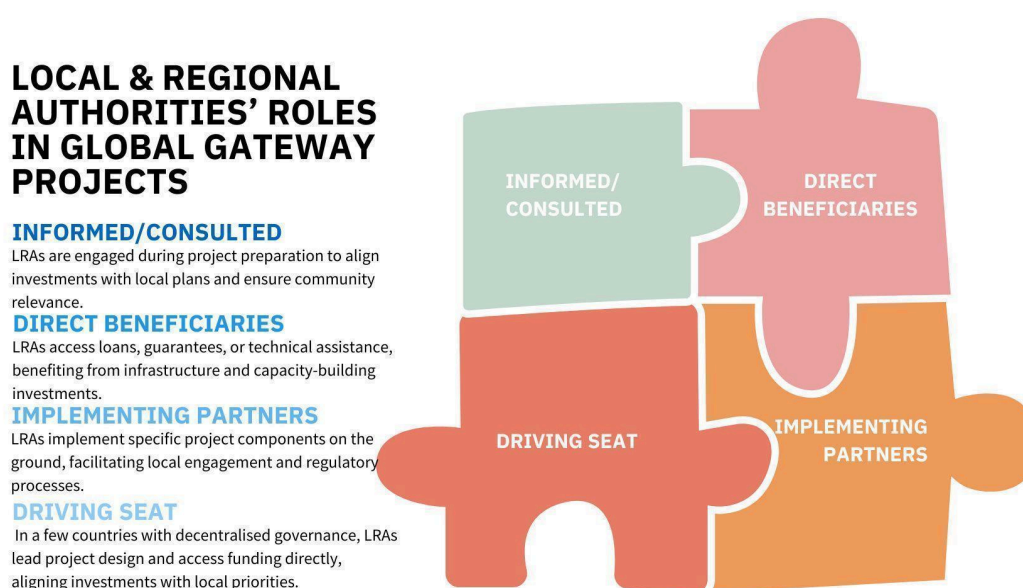 LOCAL & REGIONAL
AUTHORITIES’ ROLES
IN GLOBAL GATEWAY
PROJECTS
INFORMED/CONSULTED
LRAs are engaged during project preparation to align
investments with local plans and ensure community
relevance.
DIRECT BENEFICIARIES
LRAs access loans, guarantees, or technical assistance,
benefiting from infrastructure and capacity-building
investments.
IMPLEMENTING PARTNERS
LRAs implement specific project components on the
ground, facilitating local engagement and regulatory
processes.
DRIVING SEAT
In a few countries with decentralised governance, LRAs
lead project design and access funding directly,
aligning investments with local priorities.
INFORMED/
CONSULTED
DIRECT
BENEFICIARIES
DRIVING SEAT
IMPLEMENTING
PARTNERS